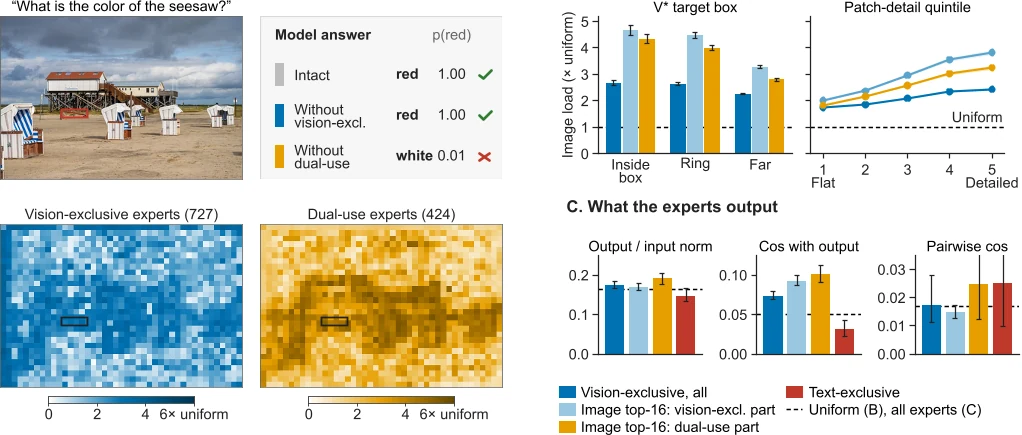 "What is the color of the seesaw?"
Model answer p(red)
Intact red 1.00
Without
vision-excl. red 1.00
Without
dual-use white 0.01
Vision-exclusive experts (727)
0 2 4 6× uniform
Dual-use experts (424)
0 2 4 6× uniform
V* target box
Image load (× uniform)
5
4
3
2
1
0
Inside
box
Ring
Far
Patch-detail quintile
Uniform
1 2 3 4 5
Flat Detailed
C. What the experts output
Output / input norm
0.2
0.1
0.0
Cos with output
0.10
0.05
0.00
Pairwise cos
0.03
0.02
0.01
0.00
Vision-exclusive, all
Image top-16: vision-excl. part
Image top-16: dual-use part
Text-exclusive
Uniform (B), all experts (C)